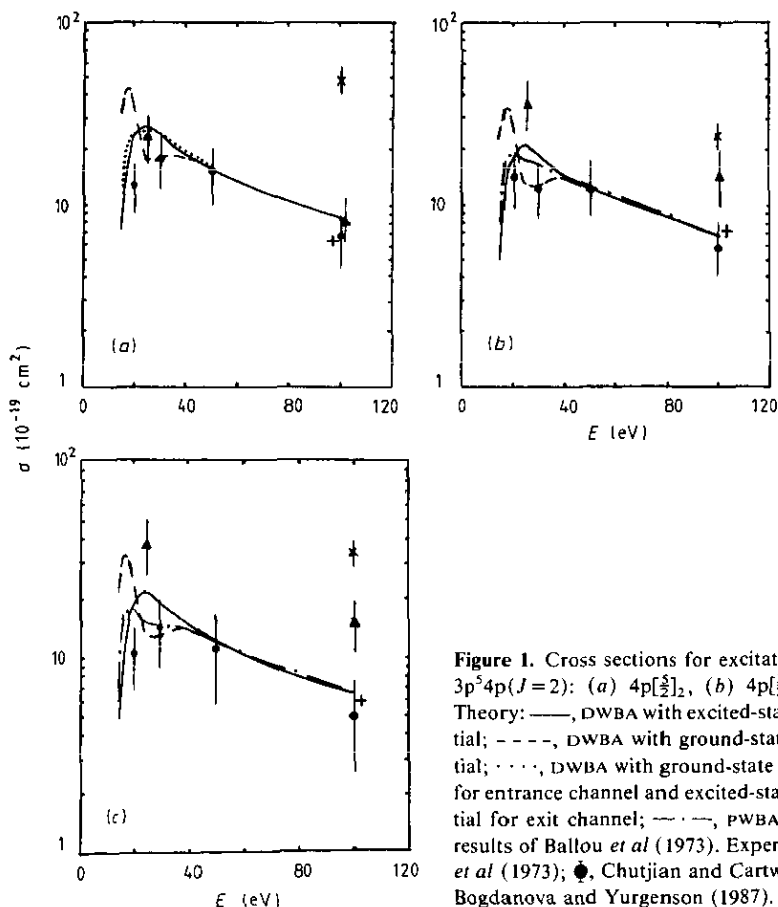 10²
10
1
0
40
80
120
(a)
10²
10
1
0
40
80
120
E (eV)
(b)
σ (10⁻¹⁹ cm²)
10²
10
1
0
40
80
120
E (eV)
(c)
Figure 1. Cross sections for excitat
3p⁵4p(J = 2): (a) 4p[5/2]₂, (b) 4p[
Theory: ——, DWBA with excited-sta
tial; - - - -, DWBA with ground-stat
tial; · · · ·, DWBA with ground-state
for entrance channel and excited-sta
tial for exit channel; — · —, PWBA
results of Ballou et al (1973). Exper
et al (1973); ●, Chutjian and Cartw
Bogdanova and Yurgenson (1987).